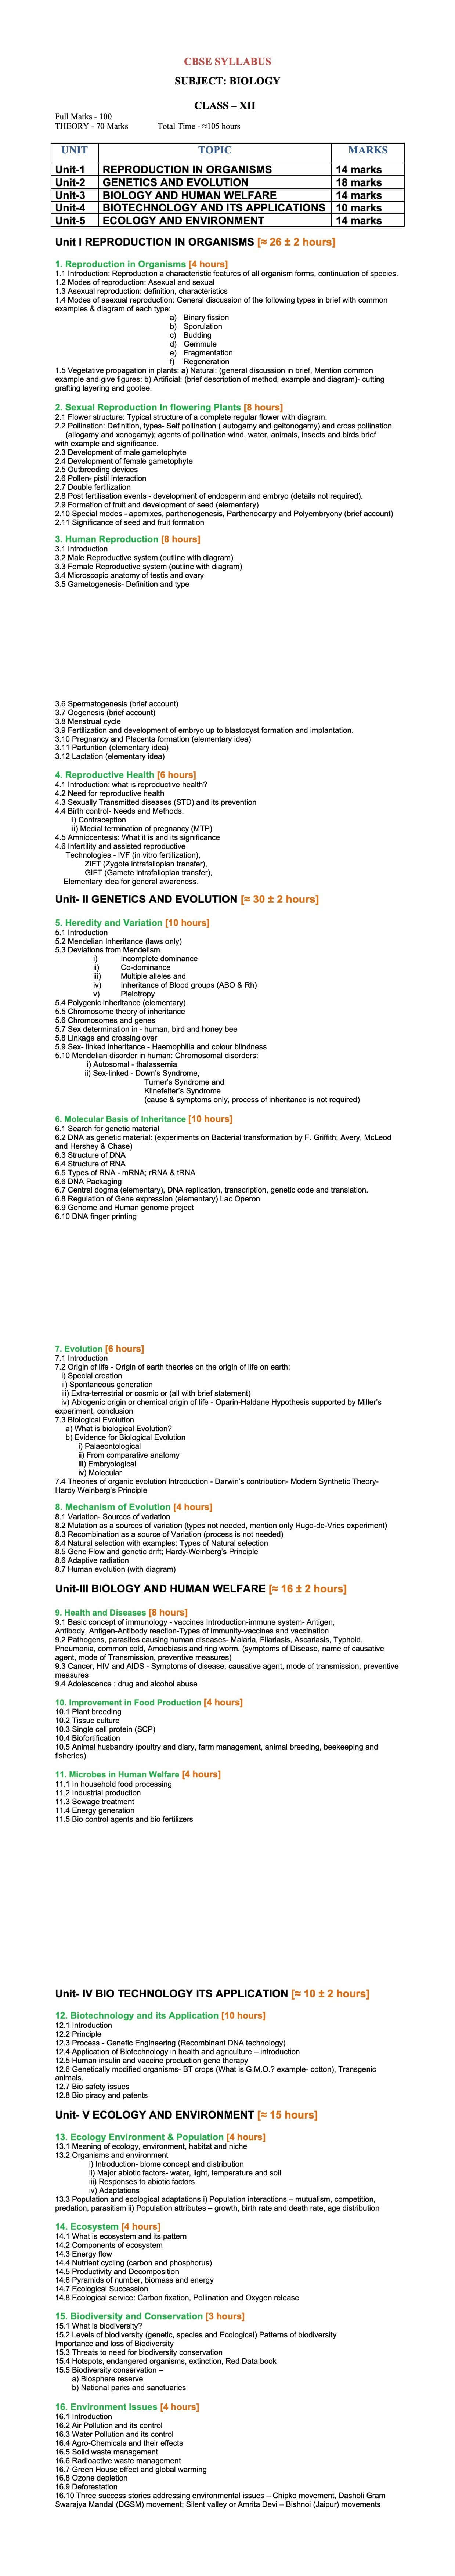 CBSE SYLLABUS
SUBJECT: BIOLOGY
CLASS – XII
Full Marks - 100
THEORY - 70 Marks Total Time - ≈105 hours
UNIT TOPIC MARKS
Unit-1 REPRODUCTION IN ORGANISMS 14 marks
Unit-2 GENETICS AND EVOLUTION 18 marks
Unit-3 BIOLOGY AND HUMAN WELFARE 14 marks
Unit-4 BIOTECHNOLOGY AND ITS APPLICATIONS 10 marks
Unit-5 ECOLOGY AND ENVIRONMENT 14 marks
Unit I REPRODUCTION IN ORGANISMS [≈ 26 ± 2 hours]
1. Reproduction in Organisms [4 hours]
1.1 Introduction: Reproduction a characteristic features of all organism forms, continuation of species.
1.2 Modes of reproduction: Asexual and sexual
1.3 Asexual reproduction: definition, characteristics
1.4 Modes of asexual reproduction: General discussion of the following types in brief with common
examples & diagram of each type:
a) Binary fission
b) Sporulation
c) Budding
d) Gemmule
e) Fragmentation
f) Regeneration
1.5 Vegetative propagation in plants: a) Natural: (general discussion in brief, Mention common
example and give figures: b) Artificial: (brief description of method, example and diagram)- cutting
grafting layering and gootee.
2. Sexual Reproduction In flowering Plants [8 hours]
2.1 Flower structure: Typical structure of a complete regular flower with diagram.
2.2 Pollination: Definition, types- Self pollination ( autogamy and geitonogamy) and cross pollination
(allogamy and xenogamy); agents of pollination wind, water, animals, insects and birds brief
with example and significance.
2.3 Development of male gametophyte
2.4 Development of female gametophyte
2.5 Outbreeding devices
2.6 Pollen- pistil interaction
2.7 Double fertilization
2.8 Post fertilisation events - development of endosperm and embryo (details not required).
2.9 Formation of fruit and development of seed (elementary)
2.10 Special modes - apomixes, parthenogenesis, Parthenocarpy and Polyembryony (brief account)
2.11 Significance of seed and fruit formation
3. Human Reproduction [8 hours]
3.1 Introduction
3.2 Male Reproductive system (outline with diagram)
3.3 Female Reproductive system (outline with diagram)
3.4 Microscopic anatomy of testis and ovary
3.5 Gametogenesis- Definition and type
3.6 Spermatogenesis (brief account)
3.7 Oogenesis (brief account)
3.8 Menstrual cycle
3.9 Fertilization and development of embryo up to blastocyst formation and implantation.
3.10 Pregnancy and Placenta formation (elementary idea)
3.11 Parturition (elementary idea)
3.12 Lactation (elementary idea)
4. Reproductive Health [6 hours]
4.1 Introduction: what is reproductive health?
4.2 Need for reproductive health
4.3 Sexually Transmitted diseases (STD) and its prevention
4.4 Birth control- Needs and Methods:
i) Contraception
ii) Medial termination of pregnancy (MTP)
4.5 Amniocentesis: What it is and its significance
4.6 Infertility and assisted reproductive
Technologies - IVF (in vitro fertilization),
ZIFT (Zygote intrafallopian transfer),
GIFT (Gamete intrafallopian transfer),
Elementary idea for general awareness.
Unit- II GENETICS AND EVOLUTION [≈ 30 ± 2 hours]
5. Heredity and Variation [10 hours]
5.1 Introduction
5.2 Mendelian Inheritance (laws only)
5.3 Deviations from Mendelism
i) Incomplete dominance
ii) Co-dominance
iii) Multiple alleles and
iv) Inheritance of Blood groups (ABO & Rh)
v) Pleiotropy
5.4 Polygenic inheritance (elementary)
5.5 Chromosome theory of inheritance
5.6 Chromosomes and genes
5.7 Sex determination in - human, bird and honey bee
5.8 Linkage and crossing over
5.9 Sex- linked inheritance - Haemophilia and colour blindness
5.10 Mendelian disorder in human: Chromosomal disorders:
i) Autosomal - thalassemia
ii) Sex-linked - Down's Syndrome,
Turner's Syndrome and
Klinefelter's Syndrome
(cause & symptoms only, process of inheritance is not required)
6. Molecular Basis of Inheritance [10 hours]
6.1 Search for genetic material
6.2 DNA as genetic material: (experiments on Bacterial transformation by F. Griffith; Avery, McLeod
and Hershey & Chase)
6.3 Structure of DNA
6.4 Structure of RNA
6.5 Types of RNA - mRNA; rRNA & tRNA
6.6 DNA Packaging
6.7 Central dogma (elementary), DNA replication, transcription, genetic code and translation.
6.8 Regulation of Gene expression (elementary) Lac Operon
6.9 Genome and Human genome project
6.10 DNA finger printing
7. Evolution [6 hours]
7.1 Introduction
7.2 Origin of life - Origin of earth theories on the origin of life on earth:
i) Special creation
ii) Spontaneous generation
iii) Extra-terrestrial or cosmic or (all with brief statement)
iv) Abiogenic origin or chemical origin of life - Oparin-Haldane Hypothesis supported by Miller's
experiment, conclusion
7.3 Biological Evolution
a) What is biological Evolution?
b) Evidence for Biological Evolution
i) Palaeontological
ii) From comparative anatomy
iii) Embryological
iv) Molecular
7.4 Theories of organic evolution Introduction - Darwin's contribution- Modern Synthetic Theory-
Hardy Weinberg's Principle
8. Mechanism of Evolution [4 hours]
8.1 Variation- Sources of variation
8.2 Mutation as a sources of variation (types not needed, mention only Hugo-de-Vries experiment)
8.3 Recombination as a source of Variation (process is not needed)
8.4 Natural selection with examples: Types of Natural selection
8.5 Gene Flow and genetic drift; Hardy-Weinberg's Principle
8.6 Adaptive radiation
8.7 Human evolution (with diagram)
Unit-III BIOLOGY AND HUMAN WELFARE [≈ 16 ± 2 hours]
9. Health and Diseases [8 hours]
9.1 Basic concept of immunology - vaccines Introduction-immune system- Antigen,
Antibody, Antigen-Antibody reaction-Types of immunity-vaccines and vaccination
9.2 Pathogens, parasites causing human diseases- Malaria, Filariasis, Ascariasis, Typhoid,
Pneumonia, common cold, Amoebiasis and ring worm. (symptoms of Disease, name of causative
agent, mode of Transmission, preventive measures)
9.3 Cancer, HIV and AIDS - Symptoms of disease, causative agent, mode of transmission, preventive
measures
9.4 Adolescence : drug and alcohol abuse
10. Improvement in Food Production [4 hours]
10.1 Plant breeding
10.2 Tissue culture
10.3 Single cell protein (SCP)
10.4 Biofortification
10.5 Animal husbandry (poultry and diary, farm management, animal breeding, beekeeping and
fisheries)
11. Microbes in Human Welfare [4 hours]
11.1 In household food processing
11.2 Industrial production
11.3 Sewage treatment
11.4 Energy generation
11.5 Bio control agents and bio fertilizers
Unit- IV BIO TECHNOLOGY ITS APPLICATION [≈ 10 ± 2 hours]
12. Biotechnology and its Application [10 hours]
12.1 Introduction
12.2 Principle
12.3 Process - Genetic Engineering (Recombinant DNA technology)
12.4 Application of Biotechnology in health and agriculture – introduction
12.5 Human insulin and vaccine production gene therapy
12.6 Genetically modified organisms- BT crops (What is G.M.O.? example- cotton), Transgenic
animals.
12.7 Bio safety issues
12.8 Bio piracy and patents
Unit- V ECOLOGY AND ENVIRONMENT [≈ 15 hours]
13. Ecology Environment & Population [4 hours]
13.1 Meaning of ecology, environment, habitat and niche
13.2 Organisms and environment
i) Introduction- biome concept and distribution
ii) Major abiotic factors- water, light, temperature and soil
iii) Responses to abiotic factors
iv) Adaptations
13.3 Population and ecological adaptations i) Population interactions – mutualism, competition,
predation, parasitism ii) Population attributes – growth, birth rate and death rate, age distribution
14. Ecosystem [4 hours]
14.1 What is ecosystem and its pattern
14.2 Components of ecosystem
14.3 Energy flow
14.4 Nutrient cycling (carbon and phosphorus)
14.5 Productivity and Decomposition
14.6 Pyramids of number, biomass and energy
14.7 Ecological Succession
14.8 Ecological service: Carbon fixation, Pollination and Oxygen release
15. Biodiversity and Conservation [3 hours]
15.1 What is biodiversity?
15.2 Levels of biodiversity (genetic, species and Ecological) Patterns of biodiversity
Importance and loss of Biodiversity
15.3 Threats to need for biodiversity conservation
15.4 Hotspots, endangered organisms, extinction, Red Data book
15.5 Biodiversity conservation –
a) Biosphere reserve
b) National parks and sanctuaries
16. Environment Issues [4 hours]
16.1 Introduction
16.2 Air Pollution and its control
16.3 Water Pollution and its control
16.4 Agro-Chemicals and their effects
16.5 Solid waste management
16.6 Radioactive waste management
16.7 Green House effect and global warming
16.8 Ozone depletion
16.9 Deforestation
16.10 Three success stories addressing environmental issues – Chipko movement, Dasholi Gram
Swarajya Mandal (DGSM) movement; Silent valley or Amrita Devi – Bishnoi (Jaipur) movements